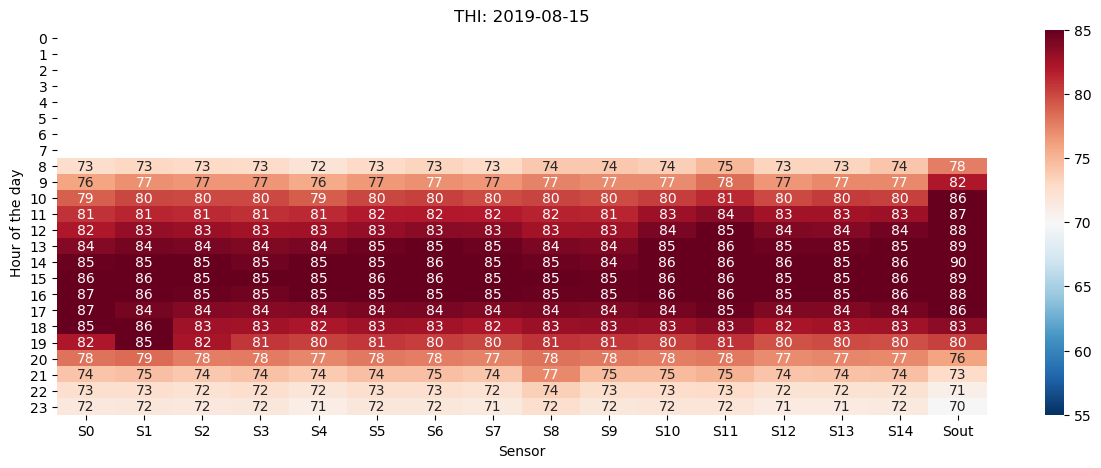 THI: 2019-08-15
Hour of the day
0
1
2
3
4
5
6
7
8 73 73 73 73 72 73 73 73 74 74 74 75 73 73 74 78
9 76 77 77 77 76 77 77 77 77 77 77 78 77 77 77 82
10 79 80 80 80 79 80 80 80 80 80 80 81 80 80 80 86
11 81 81 81 81 81 82 82 82 82 81 83 84 83 83 83 87
12 82 83 83 83 83 83 83 83 83 83 84 85 84 84 84 88
13 84 84 84 84 84 85 85 85 84 84 85 86 85 85 85 89
14 85 85 85 85 85 85 86 85 85 84 86 86 86 85 86 90
15 86 85 85 85 85 86 86 85 85 85 86 86 85 85 86 89
16 87 86 85 85 85 85 86 85 85 85 86 86 85 85 86 88
17 87 84 84 84 84 84 84 84 84 84 84 85 84 84 84 86
18 85 86 83 83 82 83 83 82 83 83 83 83 82 83 83 83
19 82 85 82 81 80 81 80 80 81 81 80 81 80 80 80 80
20 78 79 78 78 77 78 78 77 78 78 78 78 77 77 77 76
21 74 75 74 74 74 74 75 74 77 75 75 75 74 74 74 73
22 73 73 72 72 72 73 73 72 74 73 73 73 72 72 72 71
23 72 72 72 72 71 72 72 71 72 72 72 72 71 71 72 70
S0 S1 S2 S3 S4 S5 S6 S7 S8 S9 S10 S11 S12 S13 S14 Sout
Sensor
85
80
75
70
65
60
55